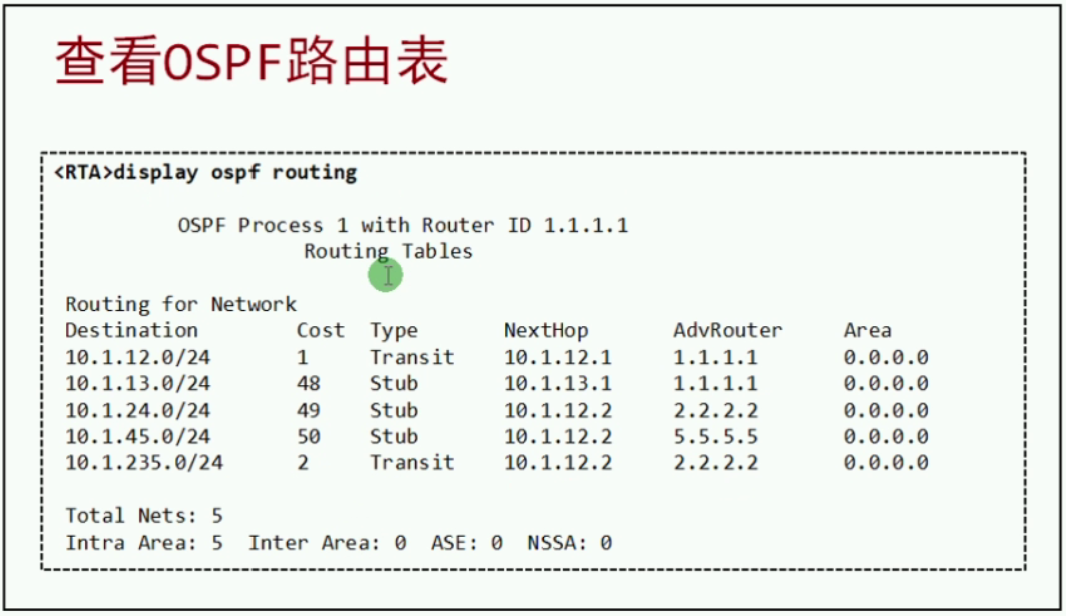 查看OSPF路由表
<RTA>display ospf routing
OSPF Process 1 with Router ID 1.1.1.1
Routing Tables
Routing for Network
Destination Cost Type NextHop AdvRouter Area
10.1.12.0/24 1 Transit 10.1.12.1 1.1.1.1 0.0.0.0
10.1.13.0/24 48 Stub 10.1.13.1 1.1.1.1 0.0.0.0
10.1.24.0/24 49 Stub 10.1.12.2 2.2.2.2 0.0.0.0
10.1.45.0/24 50 Stub 10.1.12.2 5.5.5.5 0.0.0.0
10.1.235.0/24 2 Transit 10.1.12.2 2.2.2.2 0.0.0.0
Total Nets: 5
Intra Area: 5 Inter Area: 0 ASE: 0 NSSA: 0